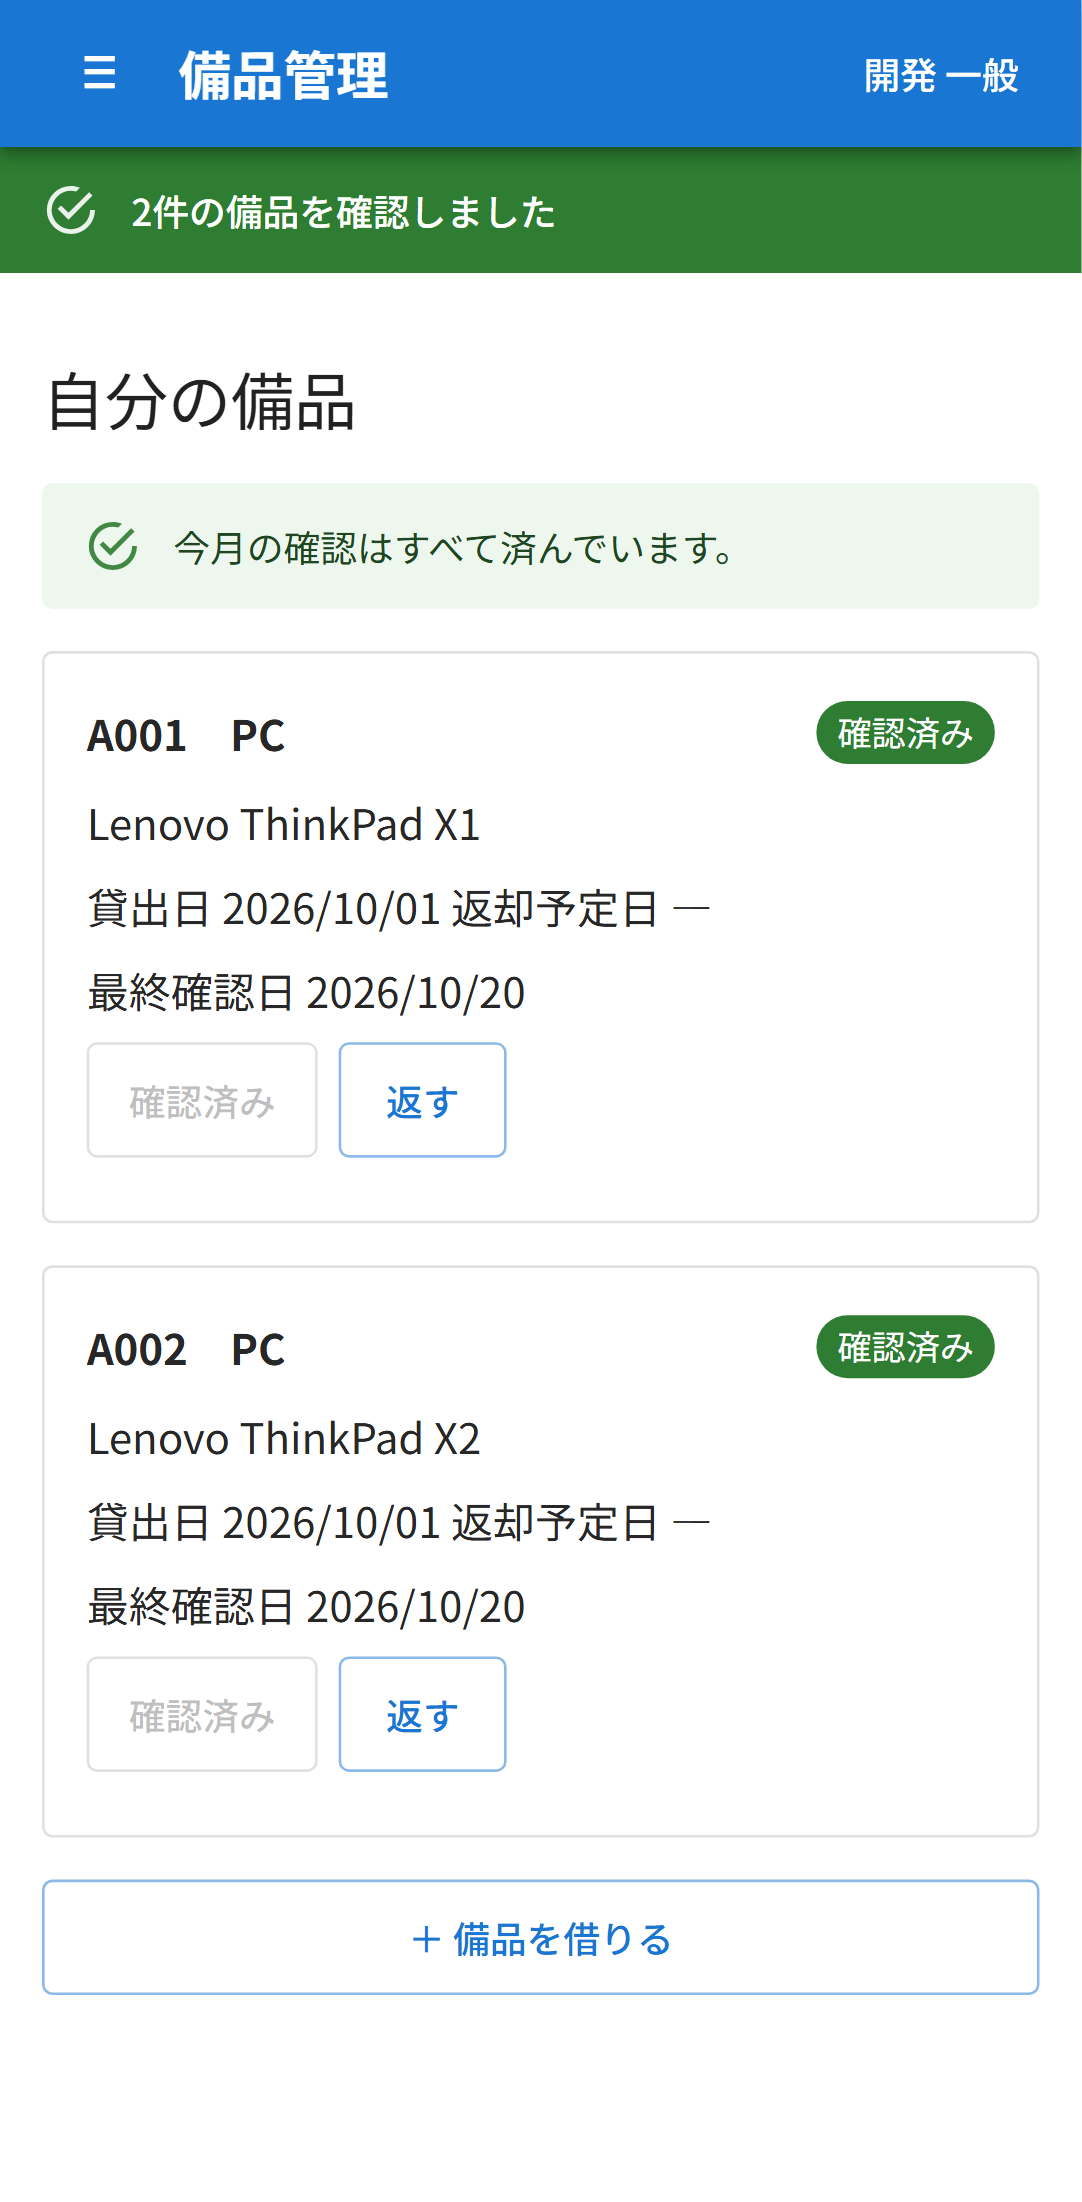 備品管理
開発 一般
2件の備品を確認しました
自分の備品
今月の確認はすべて済んでいます。
A001　PC
確認済み
Lenovo ThinkPad X1
貸出日 2026/10/01 返却予定日 —
最終確認日 2026/10/20
確認済み
返す
A002　PC
確認済み
Lenovo ThinkPad X2
貸出日 2026/10/01 返却予定日 —
最終確認日 2026/10/20
確認済み
返す
＋ 備品を借りる